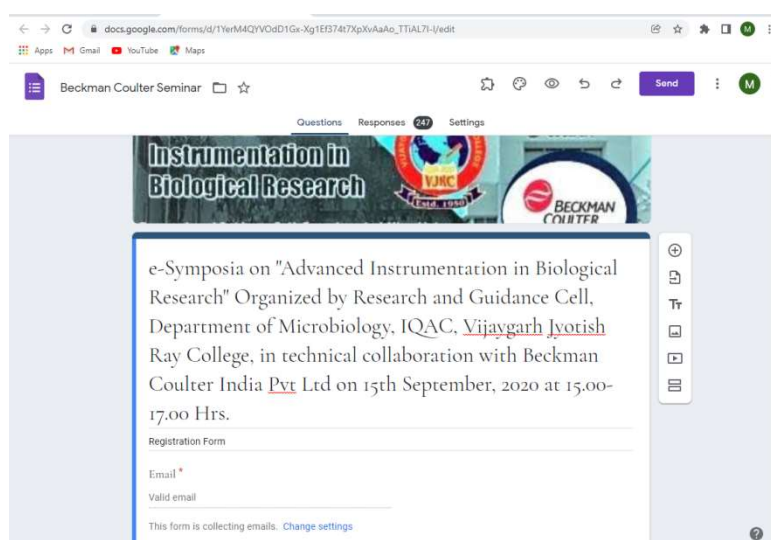 docs.google.com/forms/d/1YerM4QYVOdD1Gx-Xg1Ef374t7XpXvAaAo_TTiAL7I-I/edit
M
Apps Gmail YouTube Maps
Beckman Coulter Seminar
Send
M
Questions Responses 247 Settings
Instrumentation in
Biological Research
VJRC
Estd. 1950
BECKMAN
COULTER
e-Symposia on "Advanced Instrumentation in Biological
Research" Organized by Research and Guidance Cell,
Department of Microbiology, IQAC, Vijaygarh Jyotish
Ray College, in technical collaboration with Beckman
Coulter India Pvt Ltd on 15th September, 2020 at 15.00-
17.00 Hrs.
Registration Form
Email *
Valid email
This form is collecting emails. Change settings